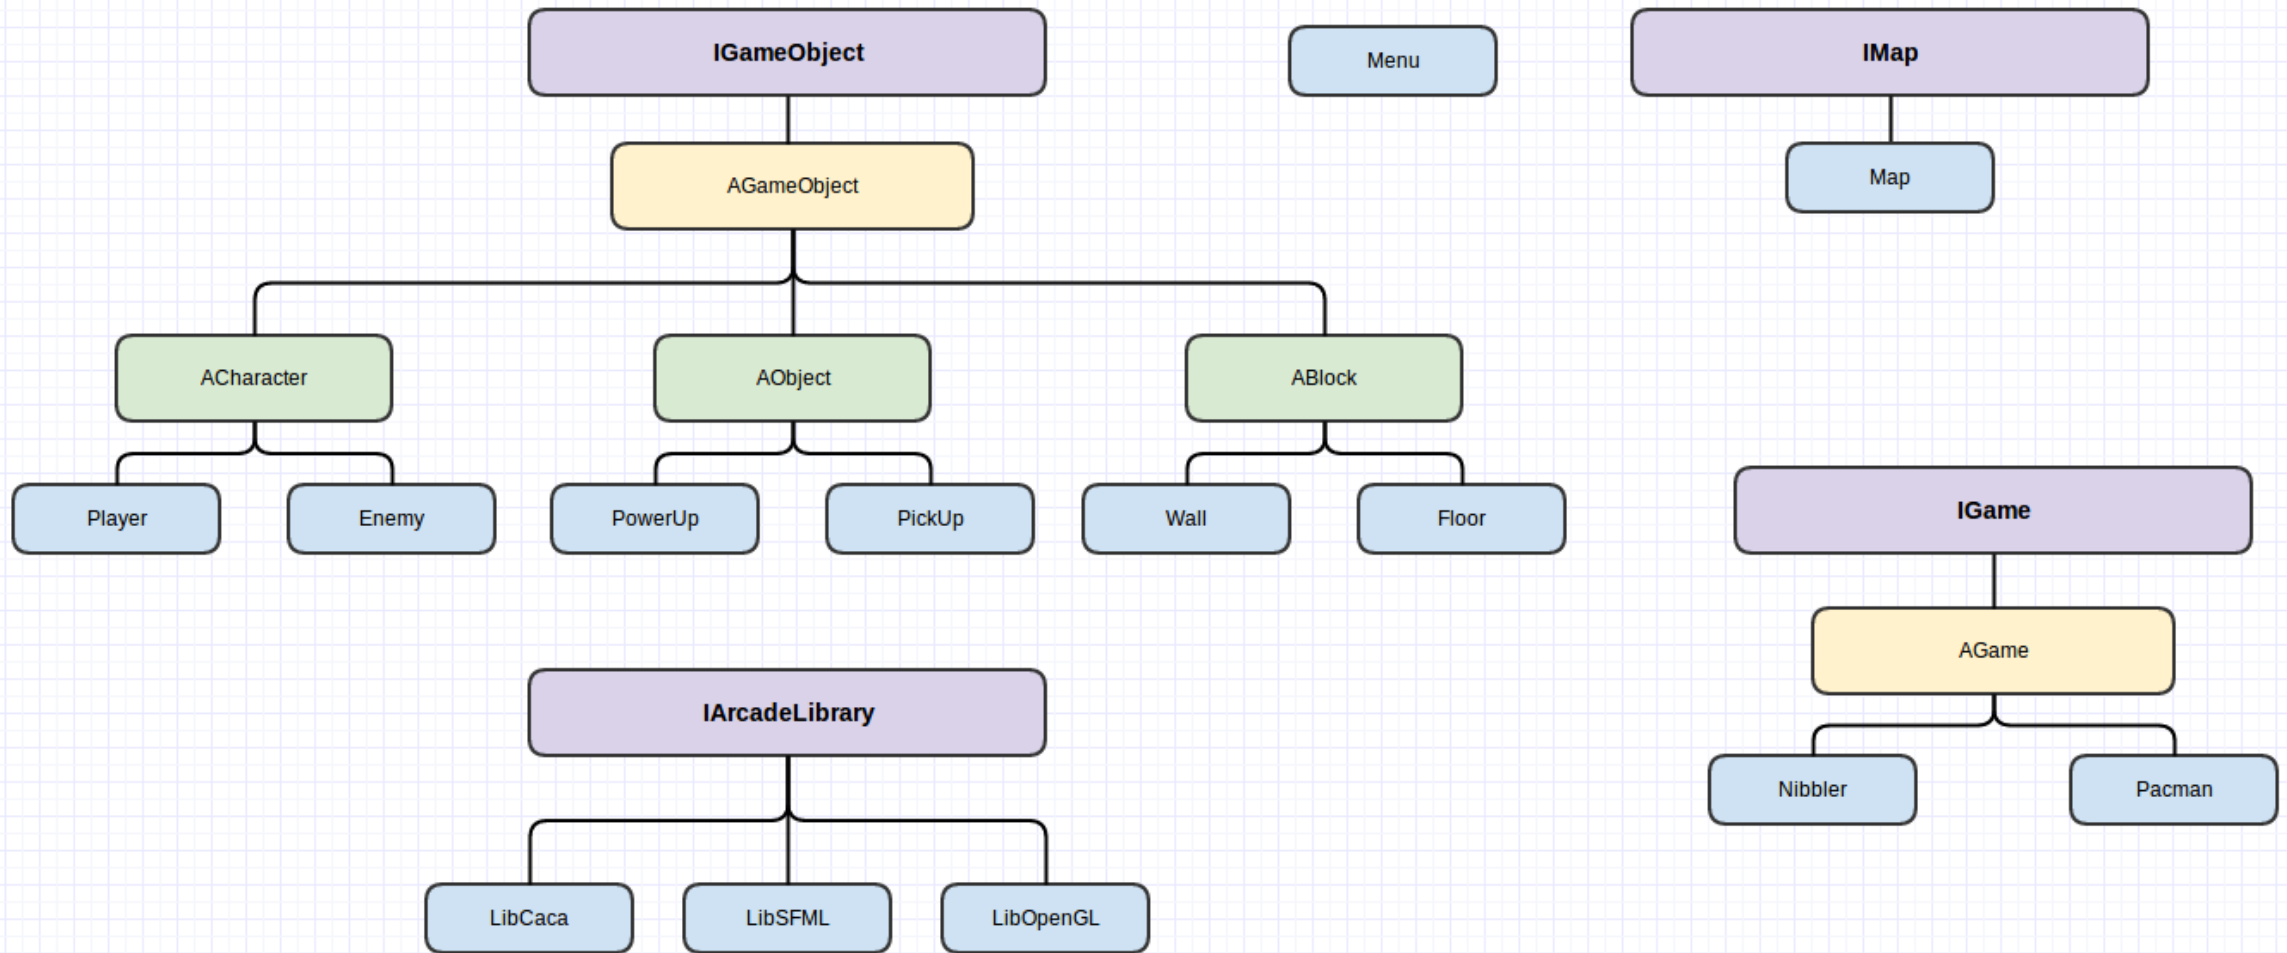 IGameObject
Menu
IMap
AGameObject
Map
ACharacter
AObject
ABlock
Player
Enemy
PowerUp
PickUp
Wall
Floor
IGame
AGame
IArcadeLibrary
Nibbler
Pacman
LibCaca
LibSFML
LibOpenGL